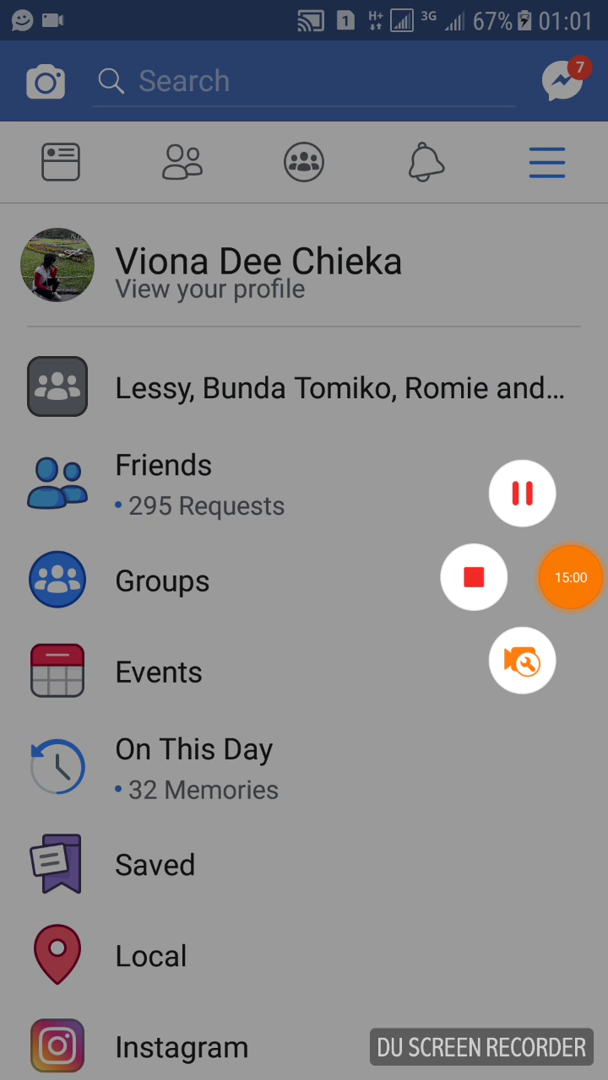 1 H+ 3G 67% 01:01
Search
7
Viona Dee Chieka
View your profile
Lessy, Bunda Tomiko, Romie and...
Friends
• 295 Requests
Groups
15:00
Events
On This Day
• 32 Memories
Saved
Local
Instagram
DU SCREEN RECORDER